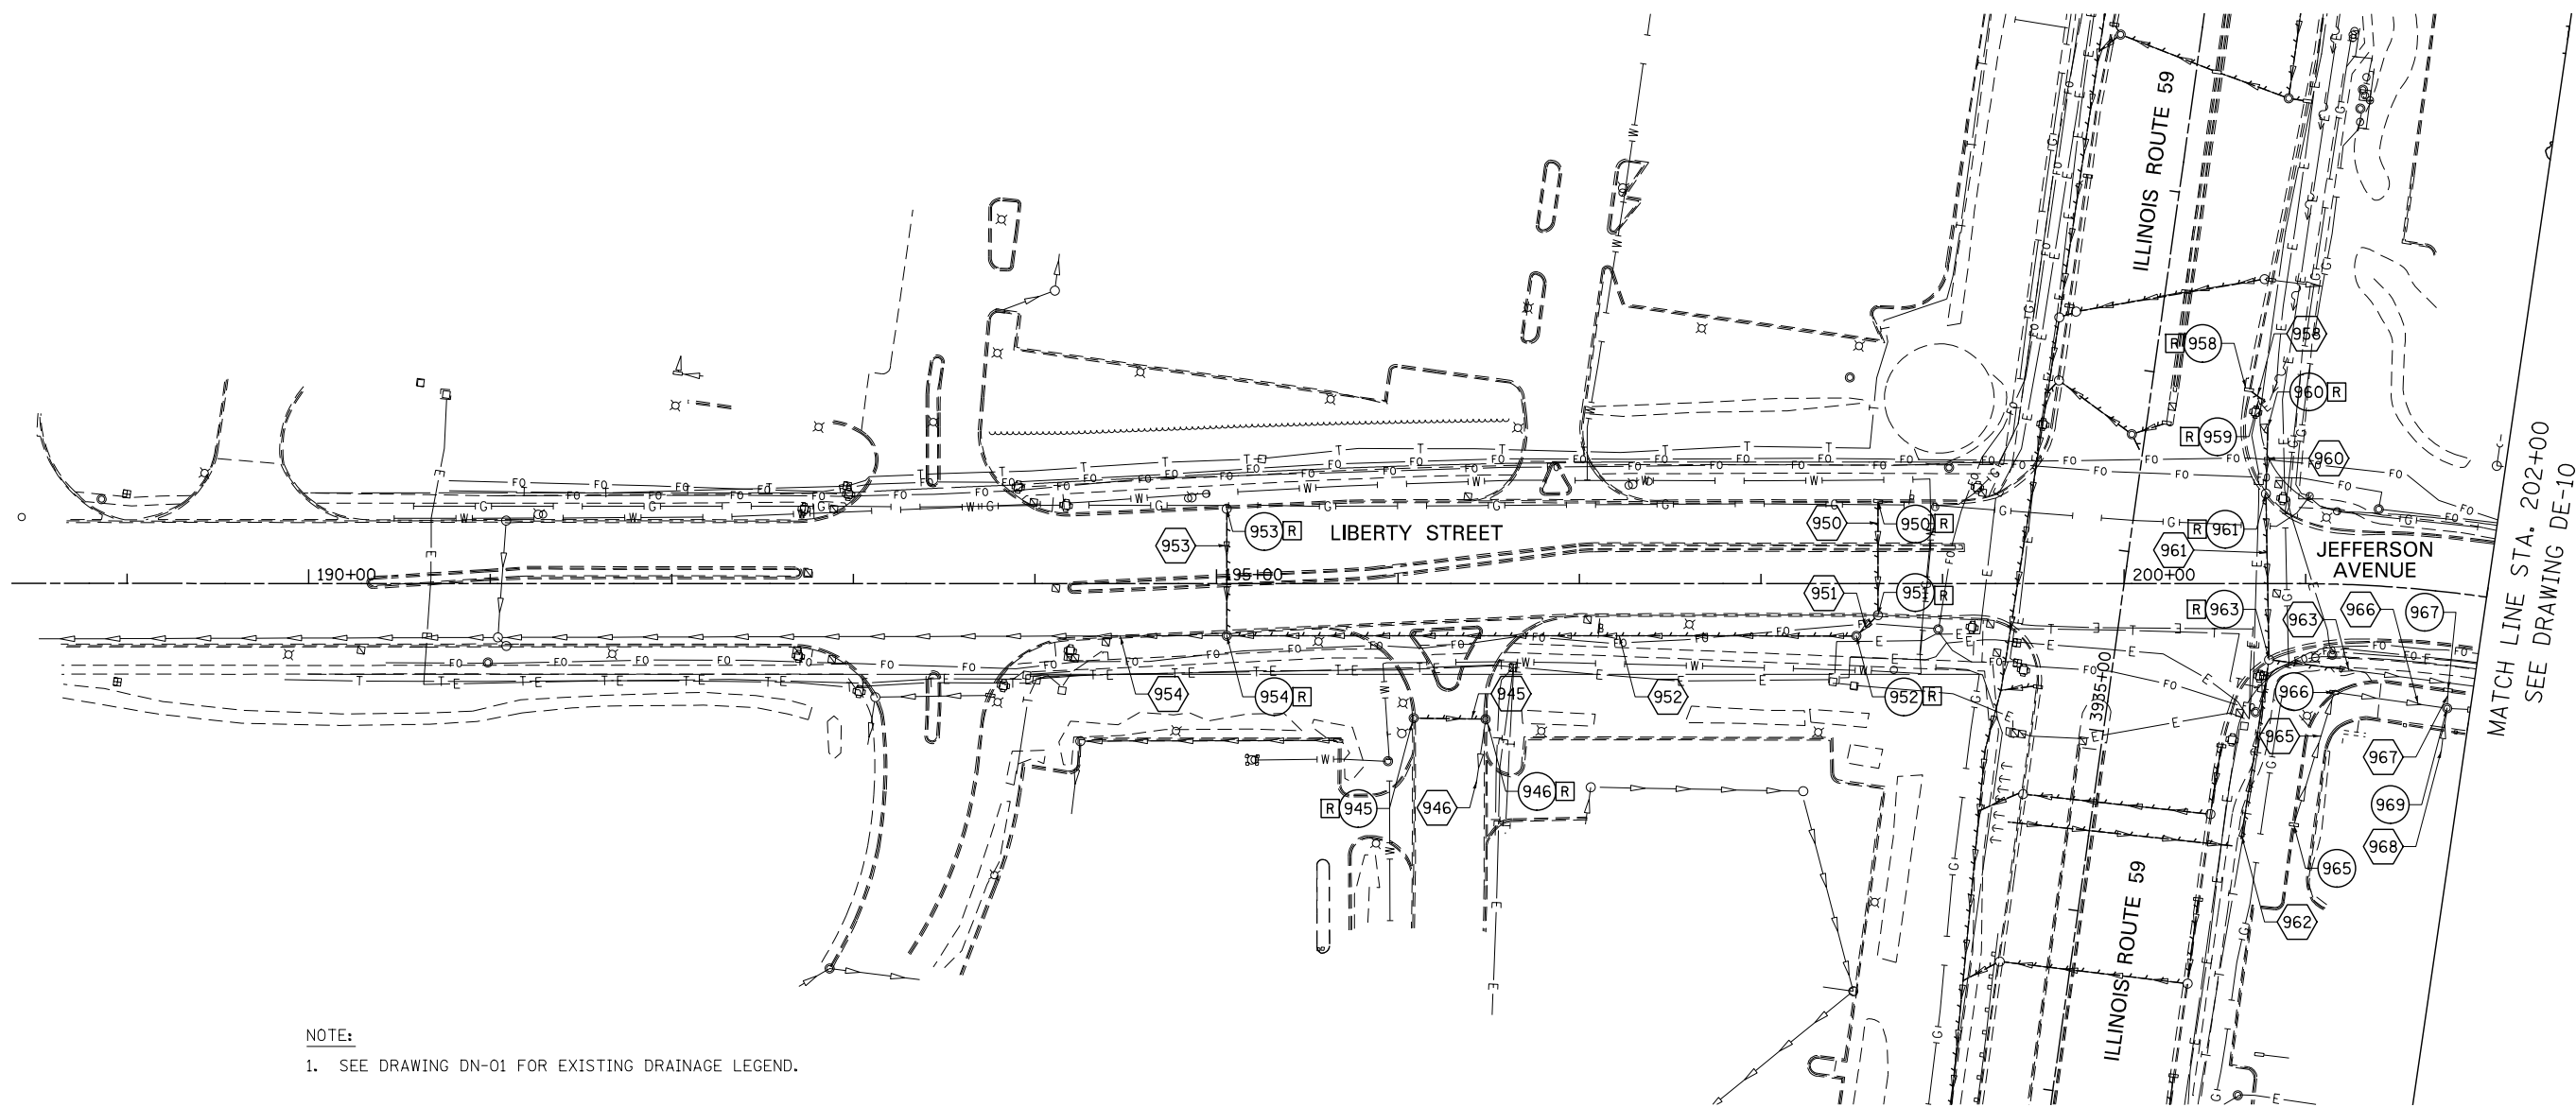 ILLINOIS ROUTE 59
958
R 958
960 R
R 959
960
953
953 R
LIBERTY STREET
950
950 R
R 961
961
JEFFERSON
AVENUE
MATCH LINE STA. 202+00
SEE DRAWING DE-10
190+00
195+00
200+00
951
951 R
R 963
963
966
967
954
954 R
945
952
952 R
3985+00
966
965
967
R 945
946
946 R
969
968
965
962
ILLINOIS ROUTE 59
NOTE:
1. SEE DRAWING DN-01 FOR EXISTING DRAINAGE LEGEND.